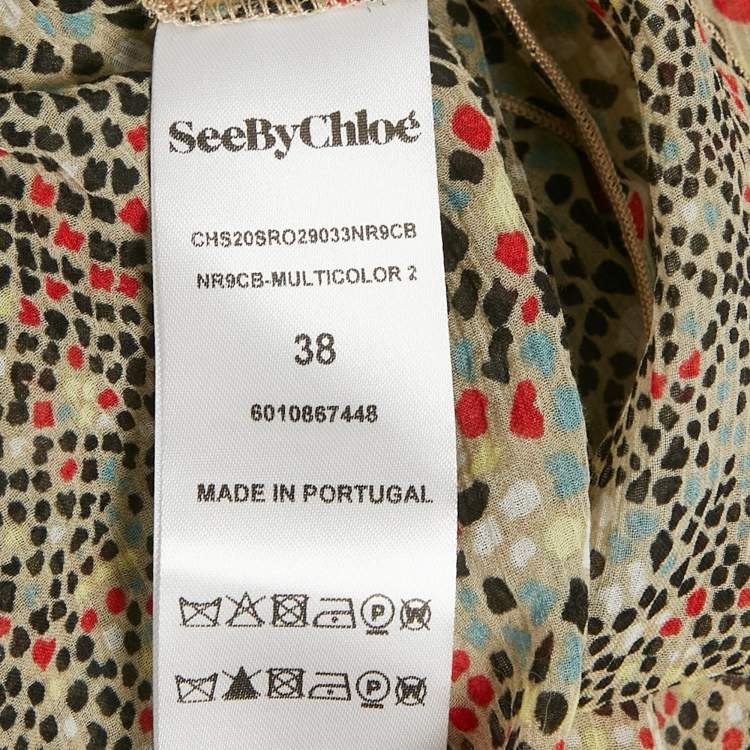 SeeByChloé
CHS20SRO29033NR9CB
NR9CB-MULTICOLOR 2
38
6010867448
MADE IN PORTUGAL
P W
P W